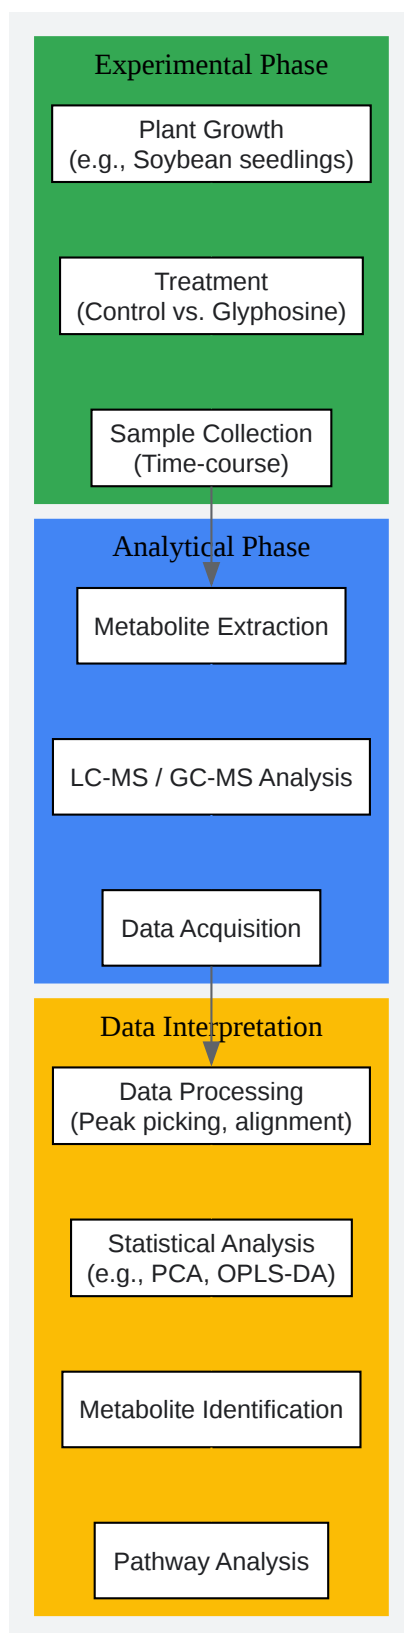 Experimental Phase
Plant Growth
(e.g., Soybean seedlings)
Treatment
(Control vs. Glyphosine)
Sample Collection
(Time-course)
Analytical Phase
Metabolite Extraction
LC-MS / GC-MS Analysis
Data Acquisition
Data Interpretation
Data Processing
(Peak picking, alignment)
Statistical Analysis
(e.g., PCA, OPLS-DA)
Metabolite Identification
Pathway Analysis